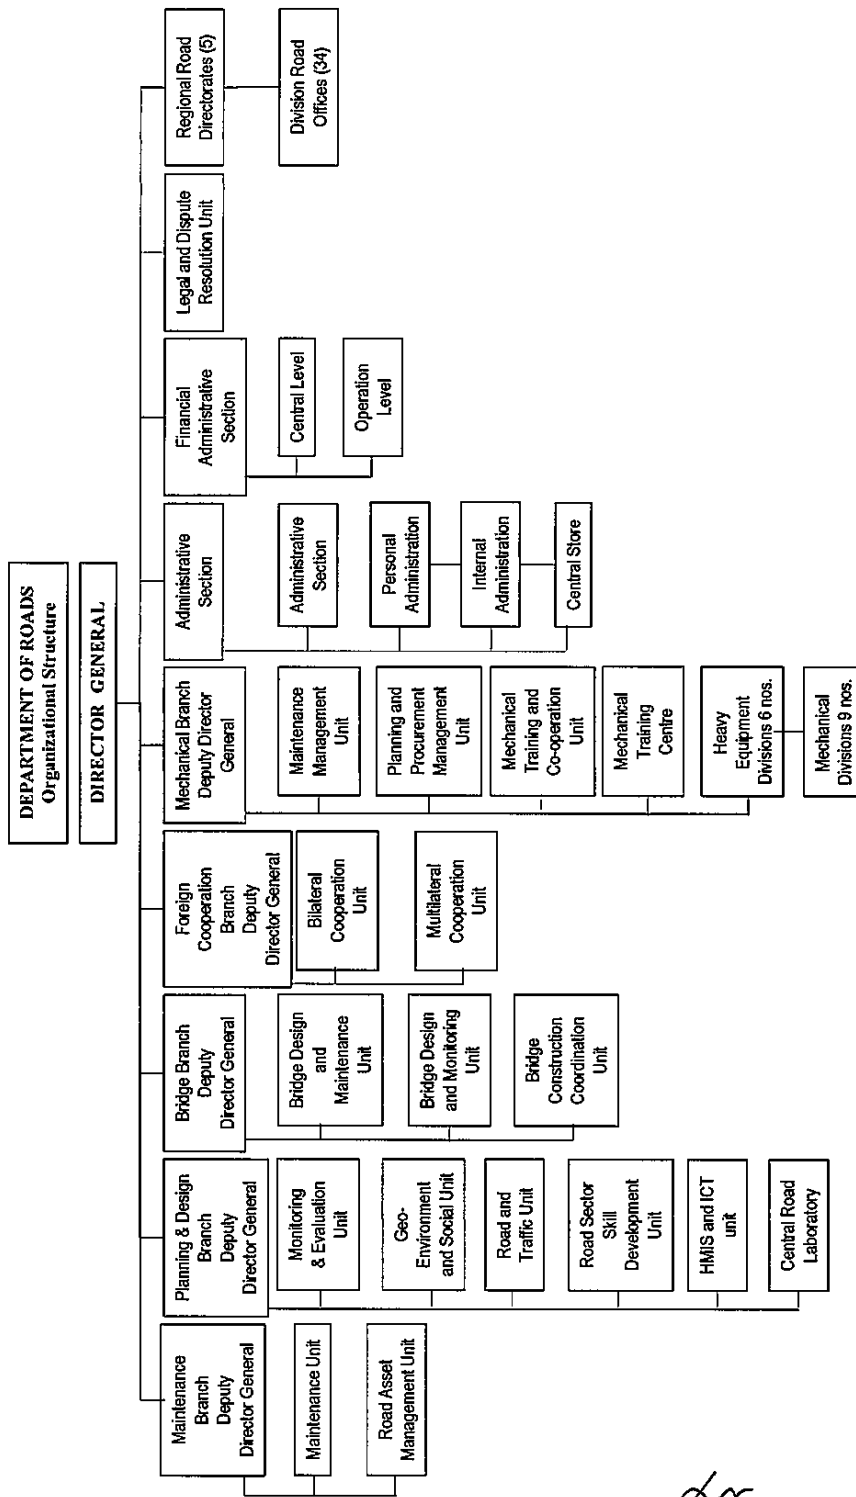 DEPARTMENT OF ROADS
Organizational Structure
DIRECTOR GENERAL
Maintenance
Branch
Deputy
Director General
Maintenance Unit
Road Asset
Management Unit
Planning & Design
Branch
Deputy
Director General
Monitoring
& Evaluation
Unit
Geo-
Environment
and Social Unit
Road and
Traffic Unit
Road Sector
Skill
Development
Unit
HMIS and ICT
unit
Central Road
Laboratory
Bridge Branch
Deputy
Director General
Bridge Design
and
Maintenance
Unit
Bridge Design
and Monitoring
Unit
Bridge
Construction
Coordination
Unit
Foreign
Cooperation
Branch
Deputy
Director General
Bilateral
Cooperation
Unit
Multilateral
Cooperation
Unit
Mechanical Branch
Deputy Director
General
Maintenance
Management
Unit
Planning and
Procurement
Management
Unit
Mechanical
Training and
Co-operation
Unit
Mechanical
Training
Centre
Heavy
Equipment
Divisions 6 nos.
Mechanical
Divisions 9 nos.
Administrative
Section
Administrative
Section
Personal
Administration
Internal
Administration
Central Store
Financial
Administrative
Section
Central Level
Operation
Level
Legal and Dispute
Resolution Unit
Regional Road
Directorates (5)
Division Road
Offices (34)